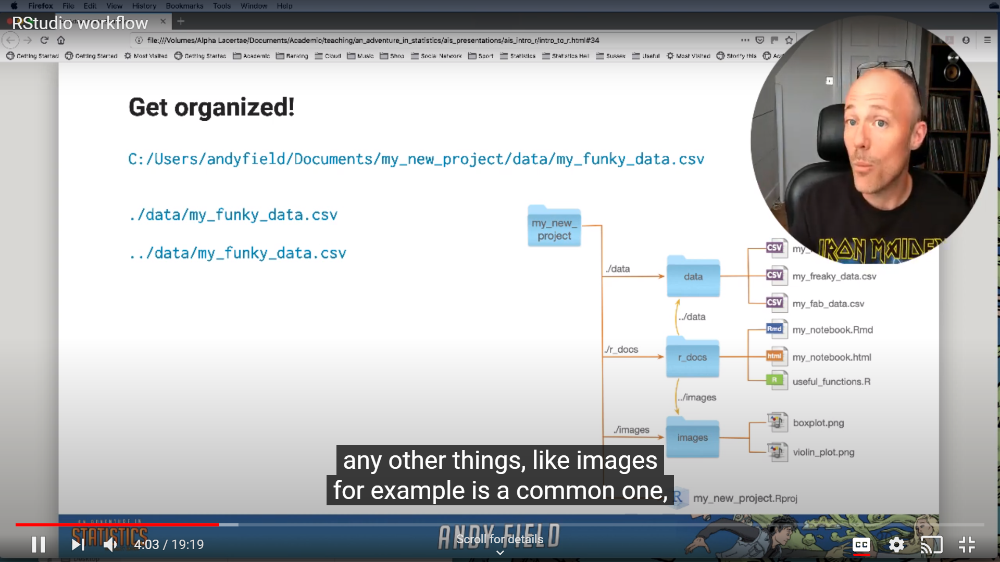 Firefox File Edit View History Bookmarks Tools Window Help
RStudio workflow
file:///Volumes/Alpha Lacertae/Documents/Academic/teaching/an_adventure_in_statistics/ais_presentations/ais_intro_r/intro_to_r.html#34
Getting Started Getting Started Most Visited Getting Started Academic Banking Cloud Music Shop Social Network Sport Statistics Statistics Hell Sussex Useful Most Visited Storify this
Get organized!
C:/Users/andyfield/Documents/my_new_project/data/my_funky_data.csv
./data/my_funky_data.csv
../data/my_funky_data.csv
my_new_
project
./data
data
CSV my_
CSV my_freaky_data.csv
CSV my_fab_data.csv
../data
./r_docs
r_docs
Rmd my_notebook.Rmd
html my_notebook.html
R useful_functions.R
../images
./images
images
boxplot.png
violin_plot.png
R my_new_project.Rproj
IRON MAIDEN
any other things, like images
for example is a common one,
AN ADVENTURE IN
STATISTICS
ANDY FIELD
4:03 / 19:19
Scroll for details
CC
Desktop